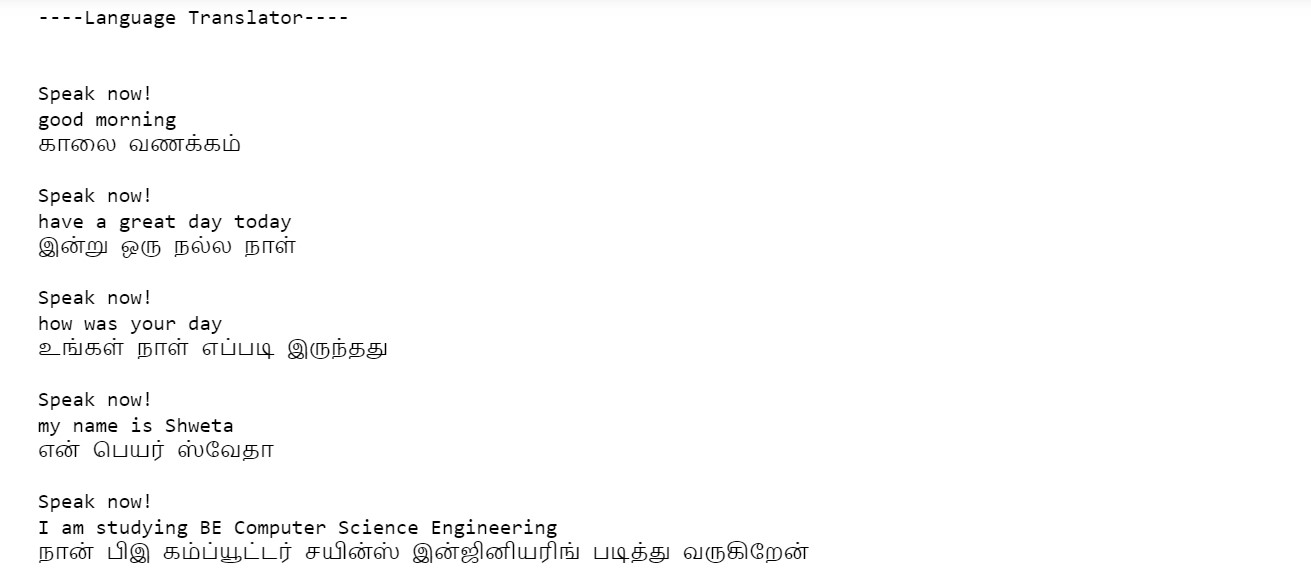 ----Language Translator----
Speak now!
good morning
காலை வணக்கம்
Speak now!
have a great day today
இன்று ஒரு நல்ல நாள்
Speak now!
how was your day
உங்கள் நாள் எப்படி இருந்தது
Speak now!
my name is Shweta
என் பெயர் ஸ்வேதா
Speak now!
I am studying BE Computer Science Engineering
நான் பிஇ கம்ப்யூட்டர் சயின்ஸ் இன்ஜினியரிங் படித்து வருகிறேன்